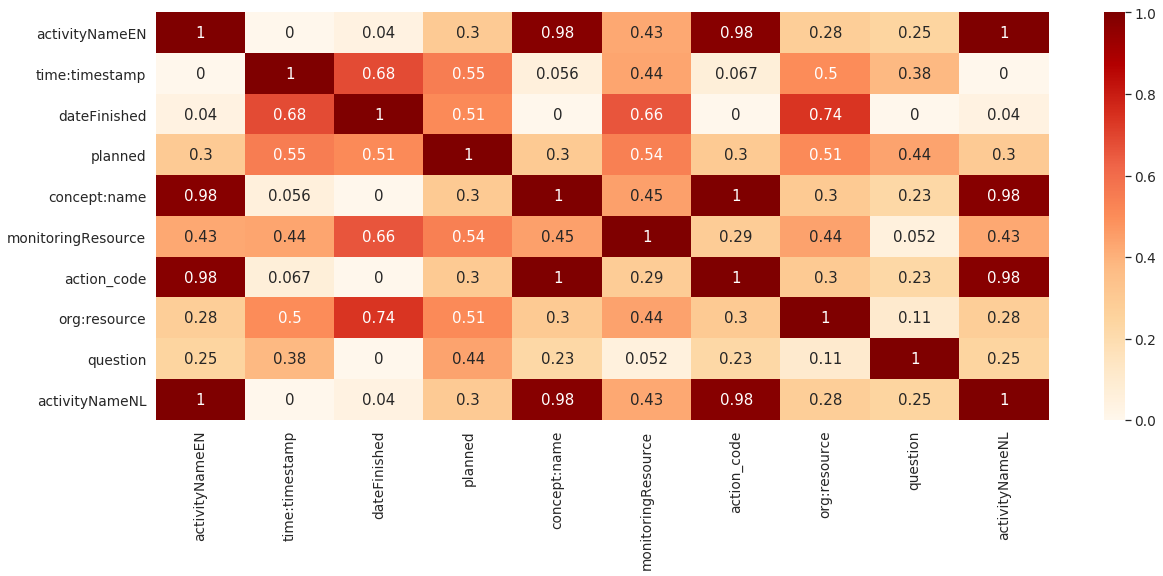 activityNameEN 1 0 0.04 0.3 0.98 0.43 0.98 0.28 0.25 1
time:timestamp 0 1 0.68 0.55 0.056 0.44 0.067 0.5 0.38 0
dateFinished 0.04 0.68 1 0.51 0 0.66 0 0.74 0 0.04
planned 0.3 0.55 0.51 1 0.3 0.54 0.3 0.51 0.44 0.3
concept:name 0.98 0.056 0 0.3 1 0.45 1 0.3 0.23 0.98
monitoringResource 0.43 0.44 0.66 0.54 0.45 1 0.29 0.44 0.052 0.43
action_code 0.98 0.067 0 0.3 1 0.29 1 0.3 0.23 0.98
org:resource 0.28 0.5 0.74 0.51 0.3 0.44 0.3 1 0.11 0.28
question 0.25 0.38 0 0.44 0.23 0.052 0.23 0.11 1 0.25
activityNameNL 1 0 0.04 0.3 0.98 0.43 0.98 0.28 0.25 1
activityNameEN
time:timestamp
dateFinished
planned
concept:name
monitoringResource
action_code
org:resource
question
activityNameNL
1.0
0.8
0.6
0.4
0.2
0.0